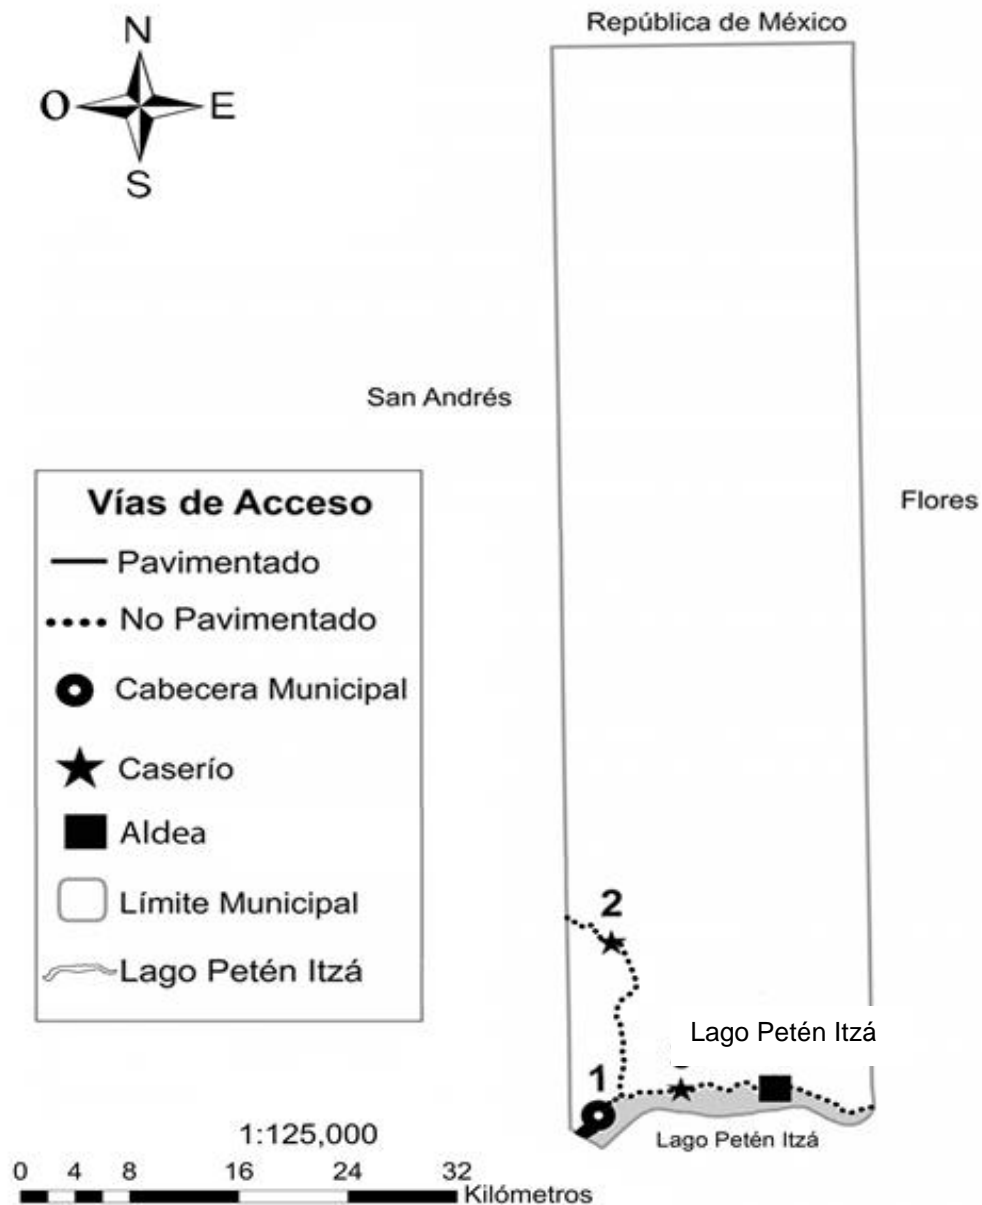 República de México
N
O
E
S
San Andrés
Flores
Vías de Acceso
Pavimentado
No Pavimentado
Cabecera Municipal
Caserío
Aldea
Límite Municipal
Lago Petén Itzá
2
Lago Petén Itzá
1
Lago Petén Itzá
1:125,000
0 4 8 16 24 32
Kilómetros